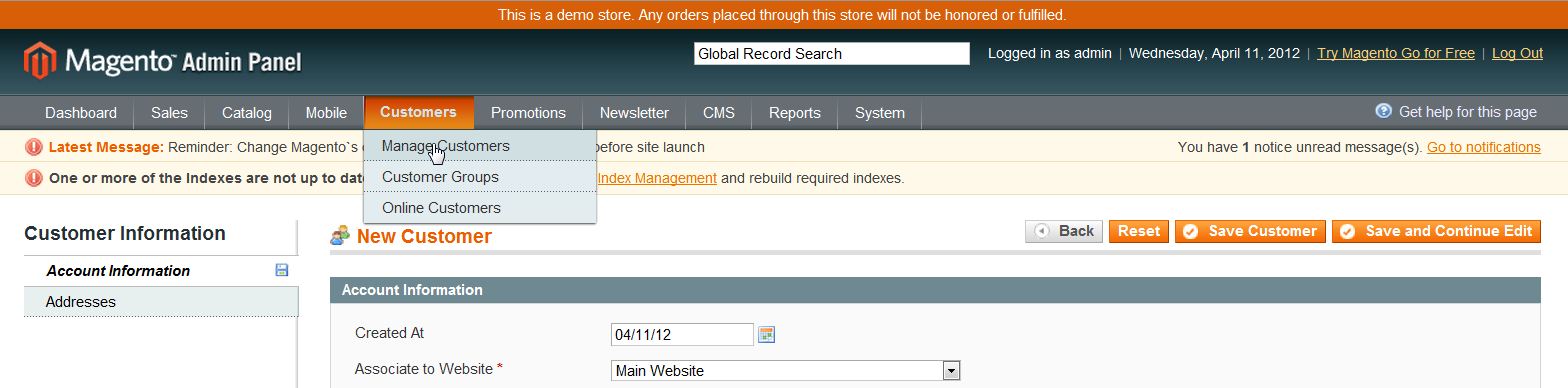 This is a demo store. Any orders placed through this store will not be honored or fulfilled.
Magento™ Admin Panel
Global Record Search
Logged in as admin | Wednesday, April 11, 2012 | Try Magento Go for Free | Log Out
Dashboard Sales Catalog Mobile Customers Promotions Newsletter CMS Reports System Get help for this page
Latest Message: Reminder: Change Magento`s before site launch You have 1 notice unread message(s). Go to notifications
Manage Customers
One or more of the Indexes are not up to Index Management and rebuild required indexes.
Customer Groups
Online Customers
Customer Information
New Customer
Back Reset Save Customer Save and Continue Edit
Account Information
Addresses
Account Information
Created At 04/11/12
Associate to Website * Main Website